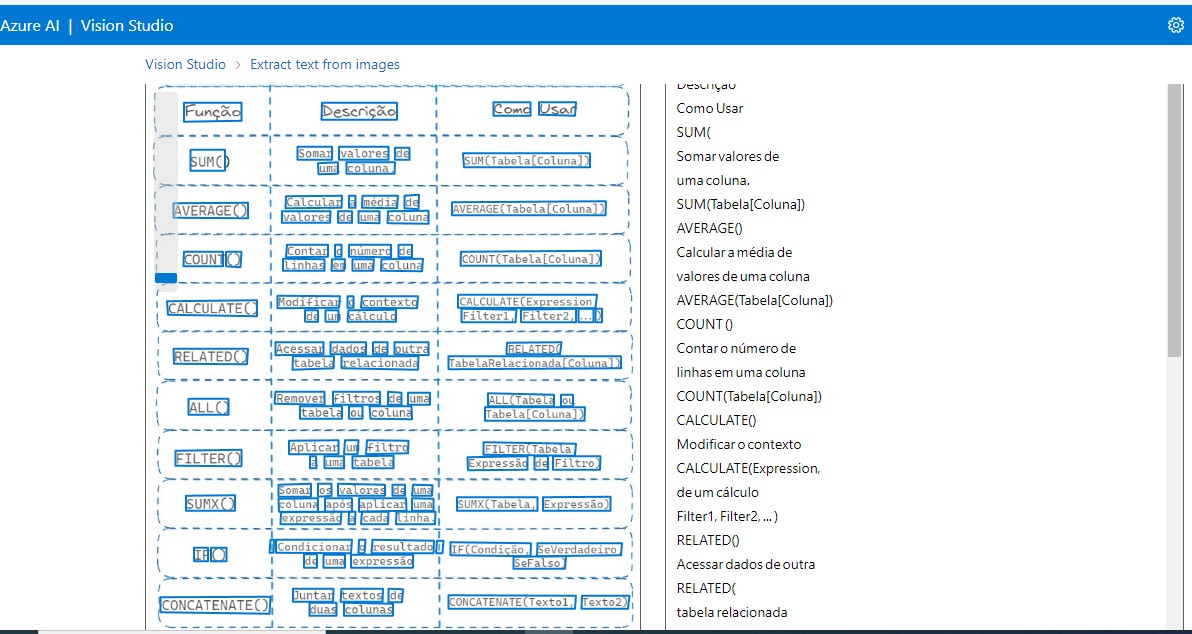 Azure AI | Vision Studio
Vision Studio > Extract text from images
Função
Descrição
Como Usar
SUM()
Somar valores de
uma coluna.
SUM(Tabela[Coluna])
AVERAGE()
Calcular a média de
valores de uma coluna
AVERAGE(Tabela[Coluna])
COUNT()
Contar o número de
linhas em uma coluna
COUNT(Tabela[Coluna])
CALCULATE()
Modificar o contexto
de um cálculo
CALCULATE(Expression,
Filter1, Filter2, ...)
RELATED()
Acessar dados de outra
tabela relacionada
RELATED(
TabelaRelacionada[Coluna])
ALL()
Remover filtros de uma
tabela ou coluna
ALL(Tabela ou
Tabela[Coluna])
FILTER()
Aplicar um filtro
a uma tabela
FILTER(Tabela,
Expressão de Filtro)
SUMX()
Somar os valores de uma
coluna após aplicar uma
expressão a cada linha.
SUMX(Tabela, Expressão)
IF()
Condicionar o resultado
de uma expressão
IF(Condição, SeVerdadeiro,
SeFalso)
CONCATENATE()
Juntar textos de
duas colunas
CONCATENATE(Texto1, Texto2)
Descrição
Como Usar
SUM(
Somar valores de
uma coluna.
SUM(Tabela[Coluna])
AVERAGE()
Calcular a média de
valores de uma coluna
AVERAGE(Tabela[Coluna])
COUNT ()
Contar o número de
linhas em uma coluna
COUNT(Tabela[Coluna])
CALCULATE()
Modificar o contexto
CALCULATE(Expression,
de um cálculo
Filter1, Filter2, ... )
RELATED()
Acessar dados de outra
RELATED(
tabela relacionada